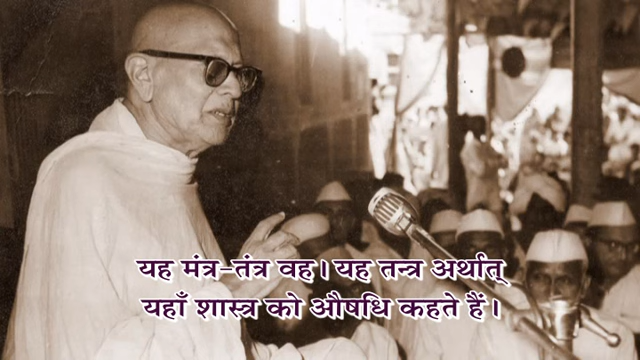 यह मंत्र-तंत्र वह। यह तन्त्र अर्थात्
यहाँ शास्त्र को औषधि कहते हैं।